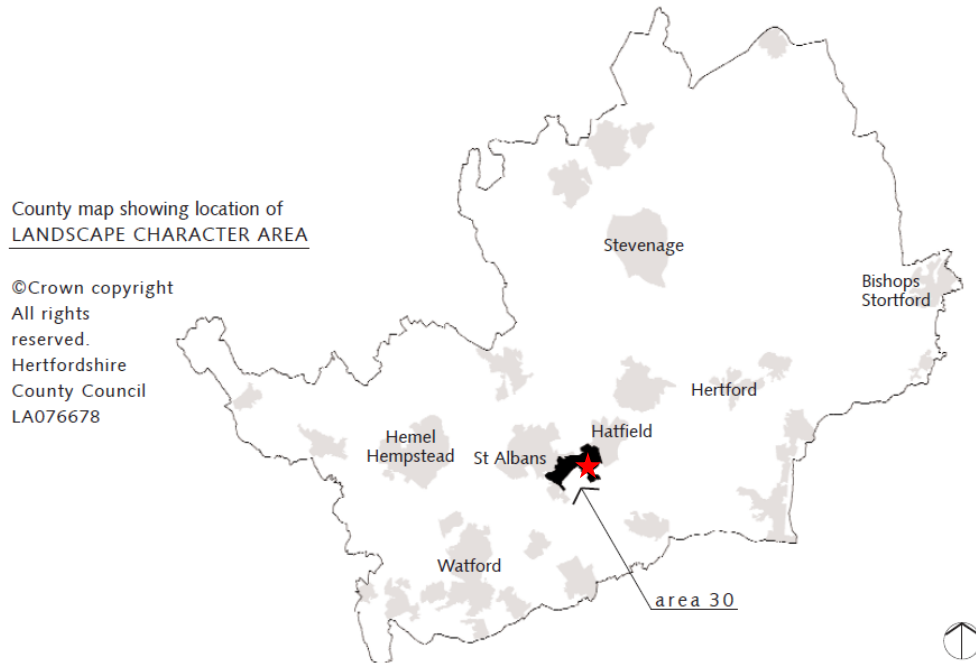 County map showing location of
LANDSCAPE CHARACTER AREA
©Crown copyright
All rights
reserved.
Hertfordshire
County Council
LA076678
Stevenage
Bishops
Stortford
Hertford
Hatfield
Hemel
Hempstead
St Albans
Watford
area 30